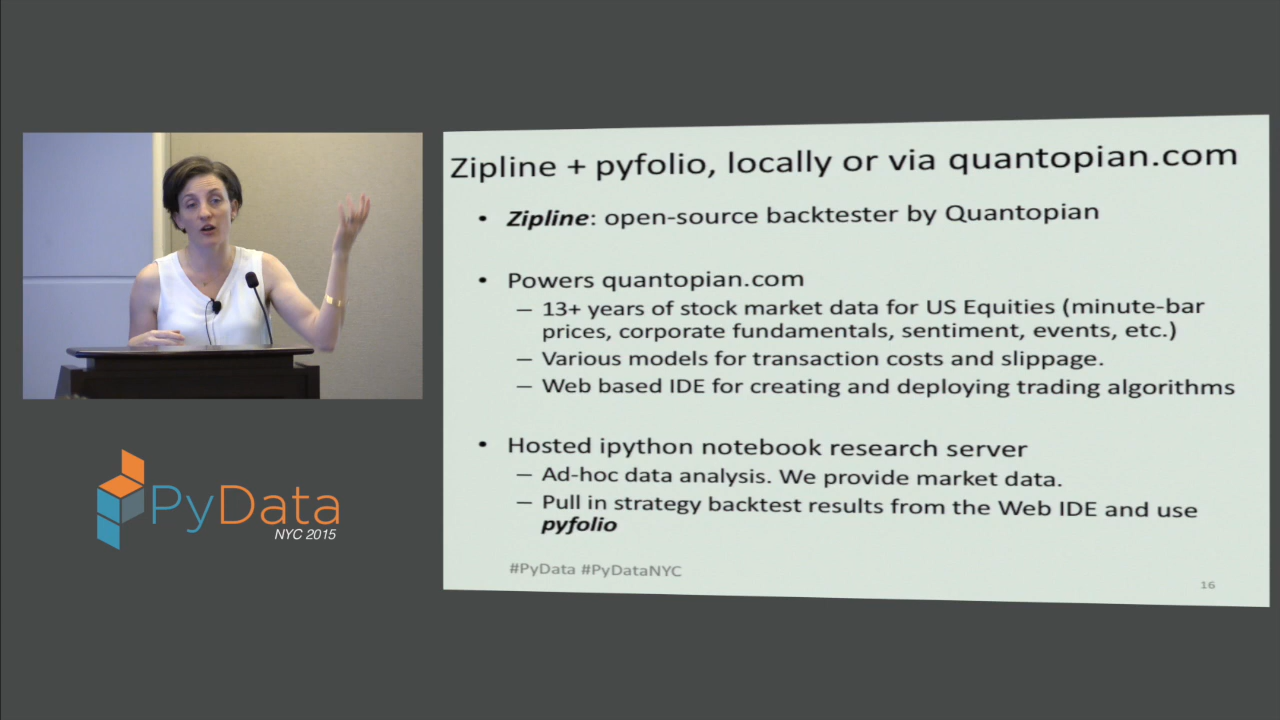 Zipline + pyfolio, locally or via quantopian.com
• Zipline: open-source backtester by Quantopian
• Powers quantopian.com
– 13+ years of stock market data for US Equities (minute-bar
prices, corporate fundamentals, sentiment, events, etc.)
– Various models for transaction costs and slippage.
– Web based IDE for creating and deploying trading algorithms
• Hosted ipython notebook research server
– Ad-hoc data analysis. We provide market data.
– Pull in strategy backtest results from the Web IDE and use
pyfolio
#PyData #PyDataNYC
16
PyData
NYC 2015